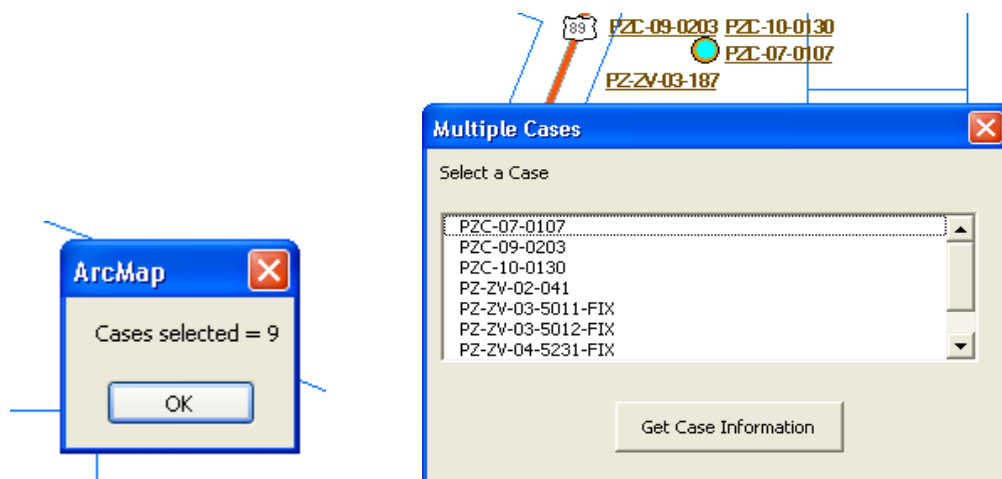 89
PZC-09-0203 PZC-10-0130
PZC-07-0107
PZ-ZV-03-187
Multiple Cases
Select a Case
PZC-07-0107
PZC-09-0203
PZC-10-0130
PZ-ZV-02-041
PZ-ZV-03-5011-FIX
PZ-ZV-03-5012-FIX
PZ-ZV-04-5231-FIX
Get Case Information
ArcMap
Cases selected = 9
OK